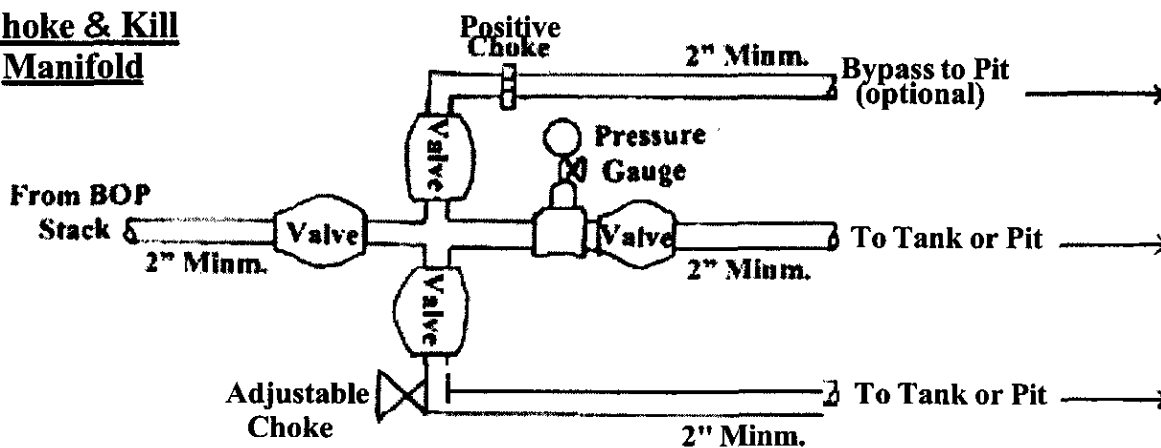 hoke & Kill
Manifold
Positive
Choke
2" Minm.
Bypass to Pit
(optional)
Valve
Pressure
Gauge
From BOP
Stack
Valve
Valve
To Tank or Pit
2" Minm.
2" Minm.
Valve
Adjustable
Choke
To Tank or Pit
2" Minm.